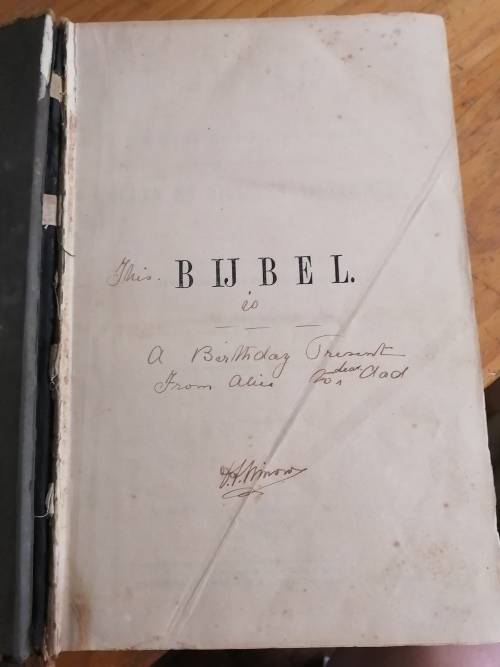 This. BIJBEL.
is
A Birthday Present
From Alice to dear Dad